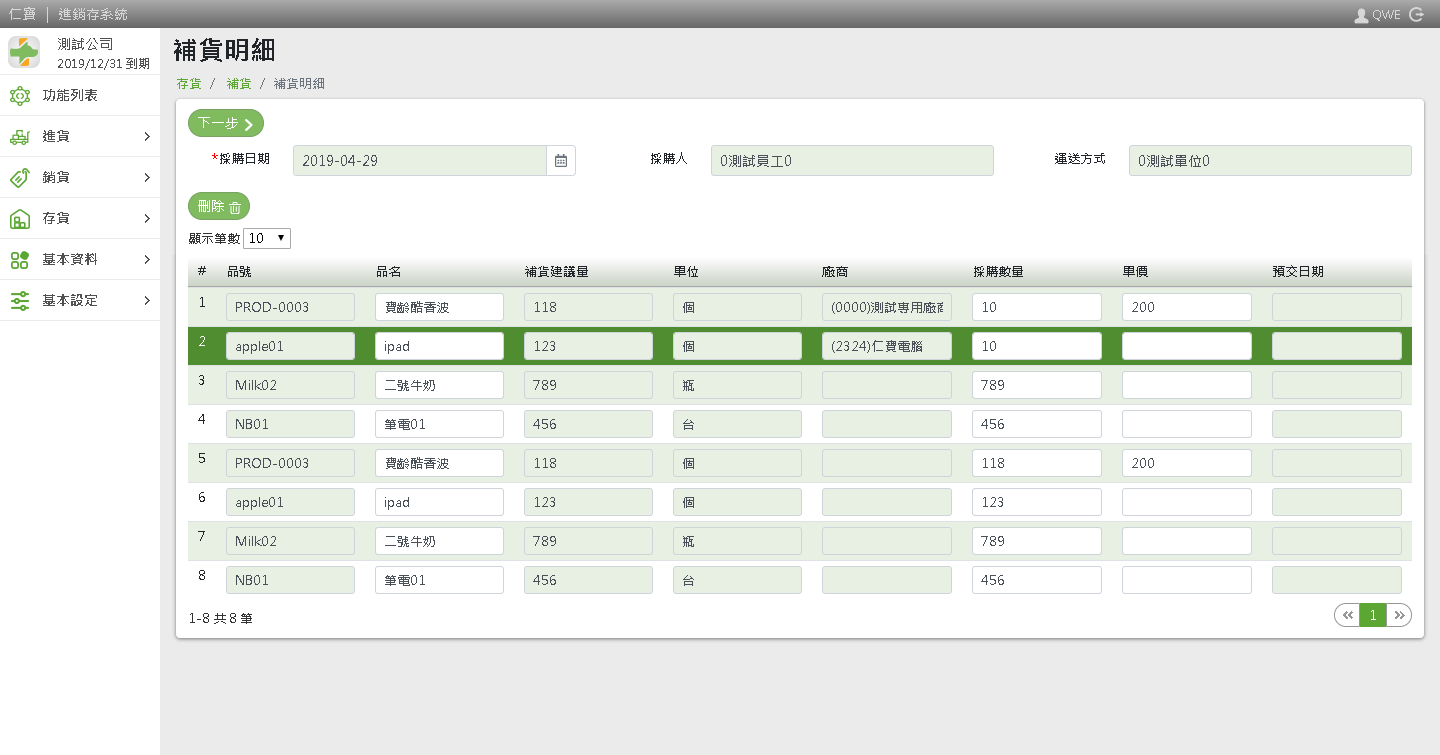 仁寶 | 進銷存系統 QWE
測試公司
2019/12/31 到期
功能列表
進貨
銷貨
存貨
基本資料
基本設定
補貨明細
存貨 / 補貨 / 補貨明細
下一步
*採購日期 2019-04-29 採購人 0測試員工0 運送方式 0測試單位0
刪除
顯示筆數 10
# 品號 品名 補貨建議量 單位 廠商 採購數量 單價 預交日期
1 PROD-0003 寶齡酷香波 118 個 (0000)測試專用廠商 10 200
2 apple01 ipad 123 個 (2324)仁寶電腦 10
3 Milk02 二號牛奶 789 瓶 789
4 NB01 筆電01 456 台 456
5 PROD-0003 寶齡酷香波 118 個 118 200
6 apple01 ipad 123 個 123
7 Milk02 二號牛奶 789 瓶 789
8 NB01 筆電01 456 台 456
1-8 共 8 筆 « 1 »